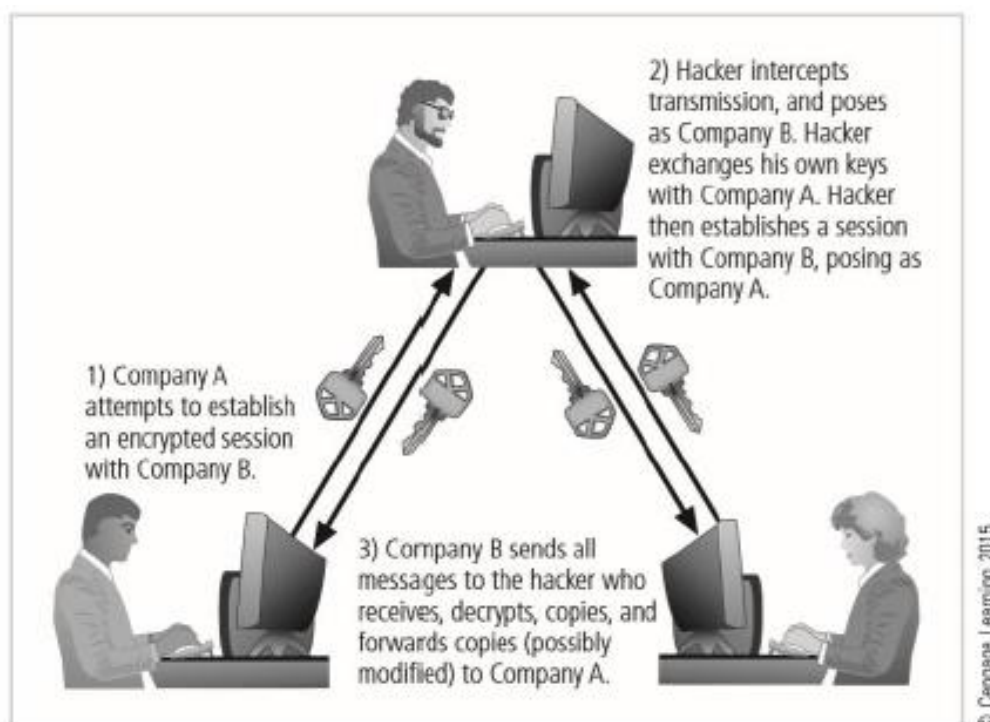 2) Hacker intercepts
transmission, and poses
as Company B. Hacker
exchanges his own keys
with Company A. Hacker
then establishes a session
with Company B, posing as
Company A.
1) Company A
attempts to establish
an encrypted session
with Company B.
3) Company B sends all
messages to the hacker who
receives, decrypts, copies, and
forwards copies (possibly
modified) to Company A.
© Cengage Learning 2015